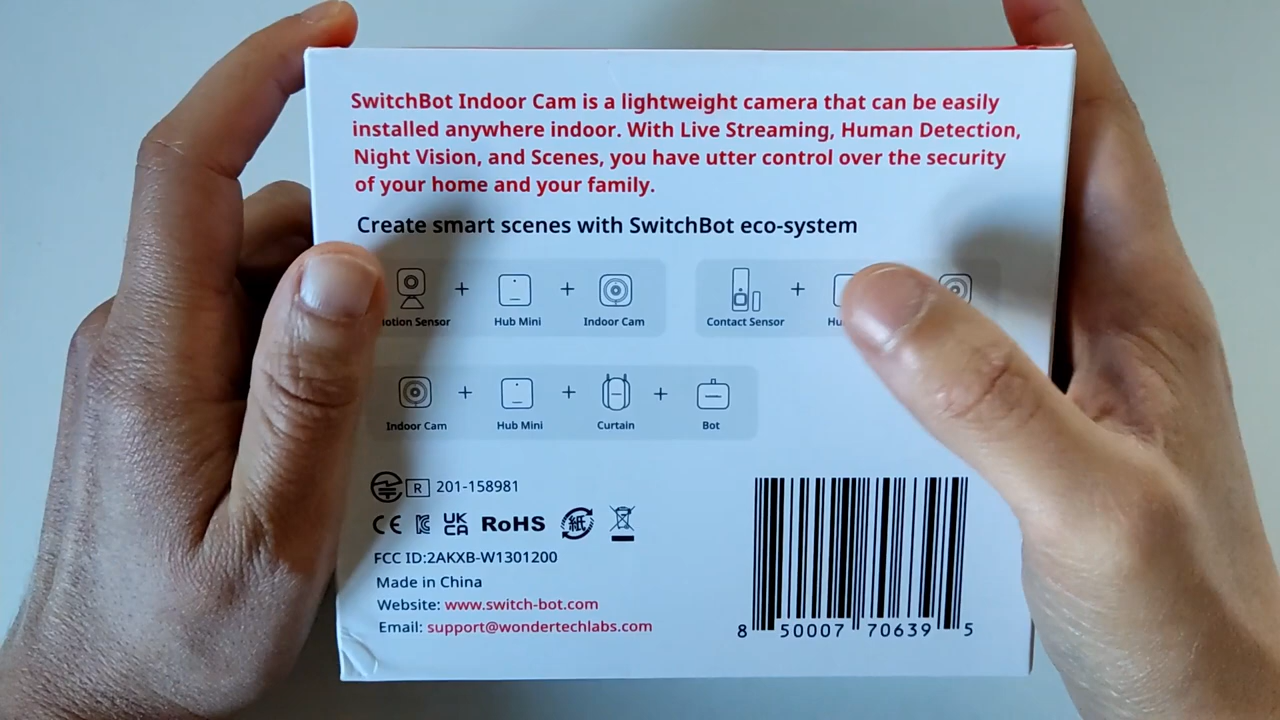 SwitchBot Indoor Cam is a lightweight camera that can be easily
installed anywhere indoor. With Live Streaming, Human Detection,
Night Vision, and Scenes, you have utter control over the security
of your home and your family.
Create smart scenes with SwitchBot eco-system
+ + +
otion Sensor Hub Mini Indoor Cam Contact Sensor Hu
+ + +
Indoor Cam Hub Mini Curtain Bot
R 201-158981
CE UK CA RoHS 紙
FCC ID:2AKXB-W1301200
Made in China
Website: www.switch-bot.com
Email: support@wondertechlabs.com
8 50007 70639 5